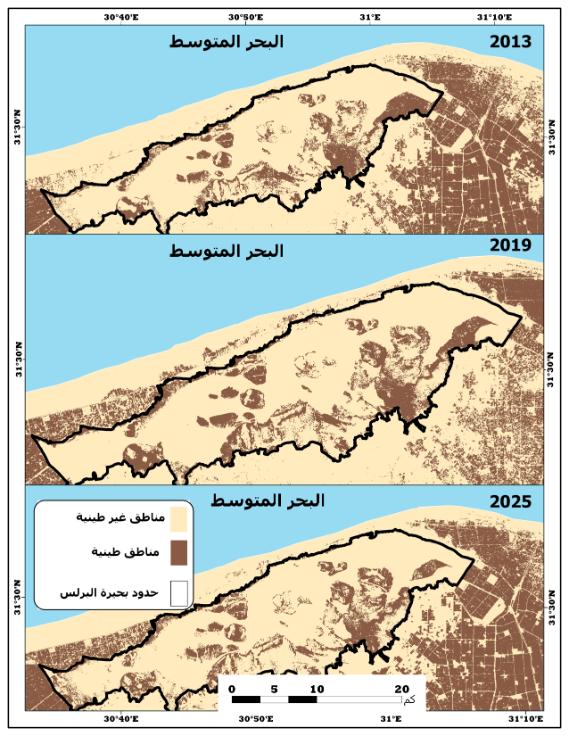 30°40'E 30°50'E 31°E 31°10'E
البحر المتوسط 2013
31°30'N 31°30'N
البحر المتوسط 2019
31°30'N 31°30'N
البحر المتوسط 2025
مناطق غير طينية
مناطق طينية
حدود بحيرة البرلس
31°30'N 31°30'N
0 5 10 20
كم
30°40'E 30°50'E 31°E 31°10'E